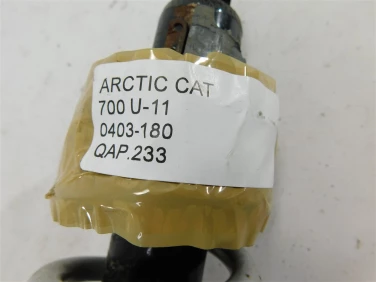 ARCTIC CAT
700 U-11
0403-180
QAP.233